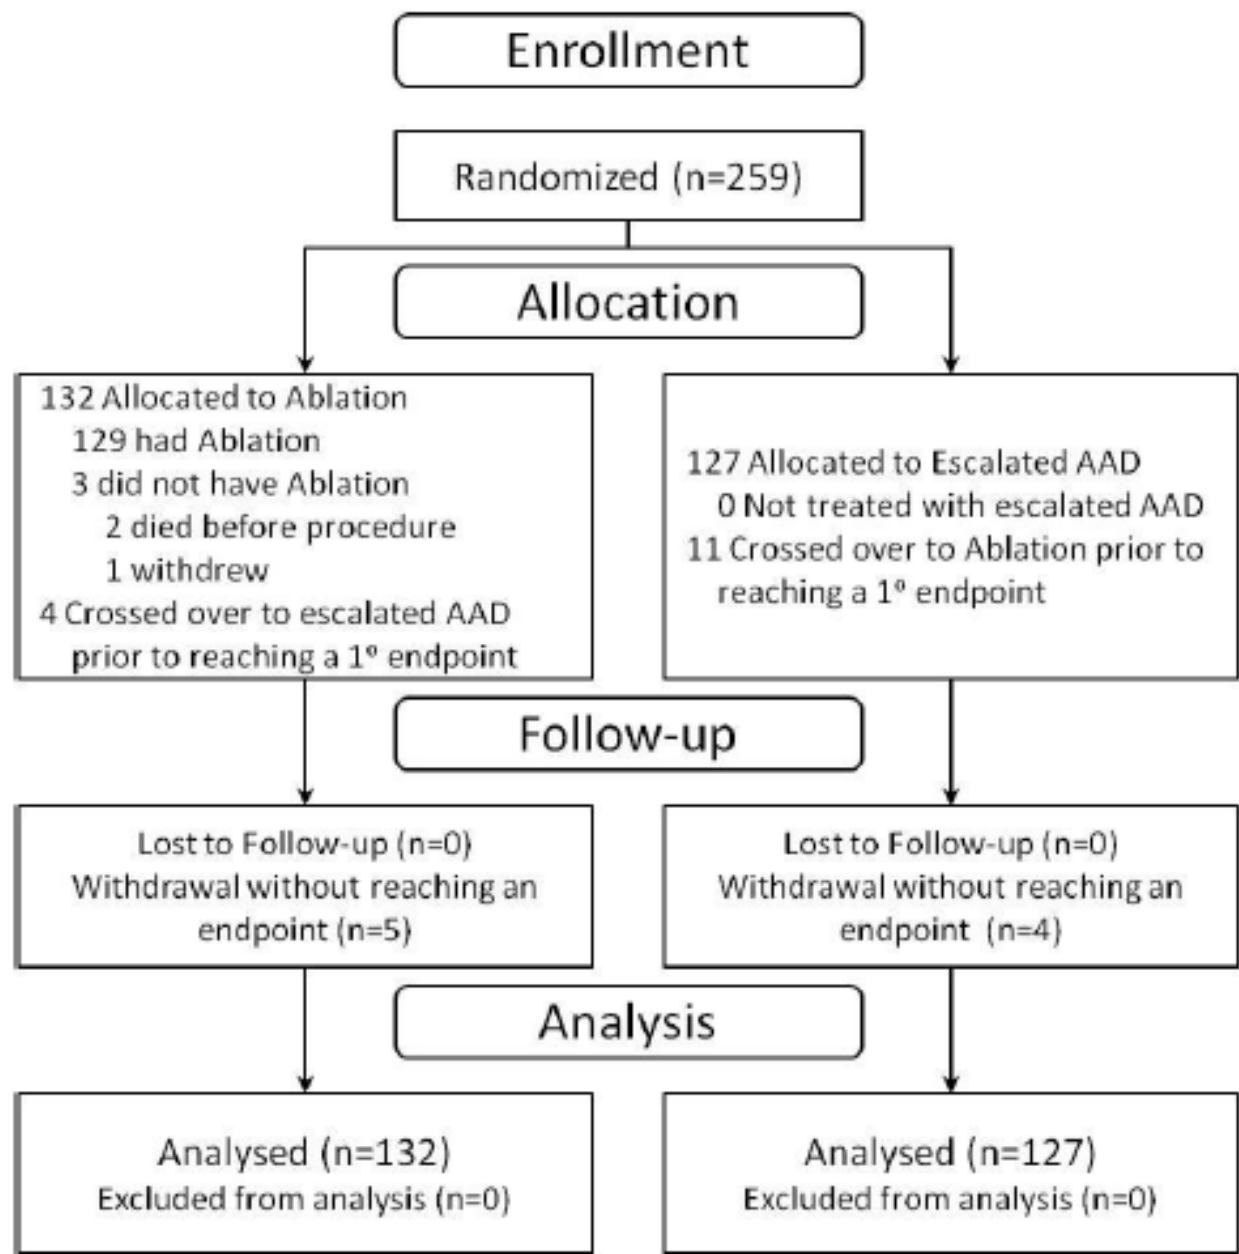 Enrollment
Randomized (n=259)
Allocation
132 Allocated to Ablation
129 had Ablation
3 did not have Ablation
2 died before procedure
1 withdrew
4 Crossed over to escalated AAD
prior to reaching a 1º endpoint
127 Allocated to Escalated AAD
0 Not treated with escalated AAD
11 Crossed over to Ablation prior to
reaching a 1º endpoint
Follow-up
Lost to Follow-up (n=0)
Withdrawal without reaching an
endpoint (n=5)
Lost to Follow-up (n=0)
Withdrawal without reaching an
endpoint (n=4)
Analysis
Analysed (n=132)
Excluded from analysis (n=0)
Analysed (n=127)
Excluded from analysis (n=0)